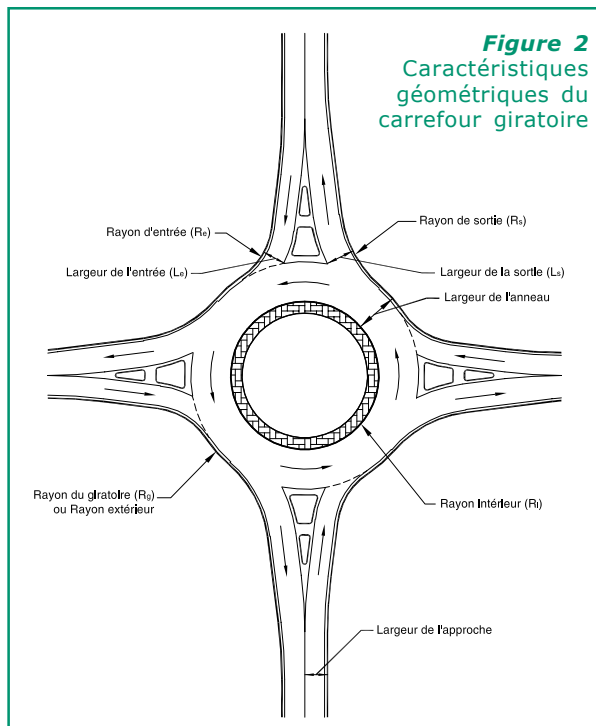 Figure 2
Caractéristiques
géométriques du
carrefour giratoire
Rayon d'entrée (Re)
Rayon de sortie (Rs)
Largeur de l'entrée (Le)
Largeur de la sortie (Ls)
Largeur de l'anneau
Rayon du giratoire (Rg)
ou Rayon extérieur
Rayon Intérieur (RI)
Largeur de l'approche